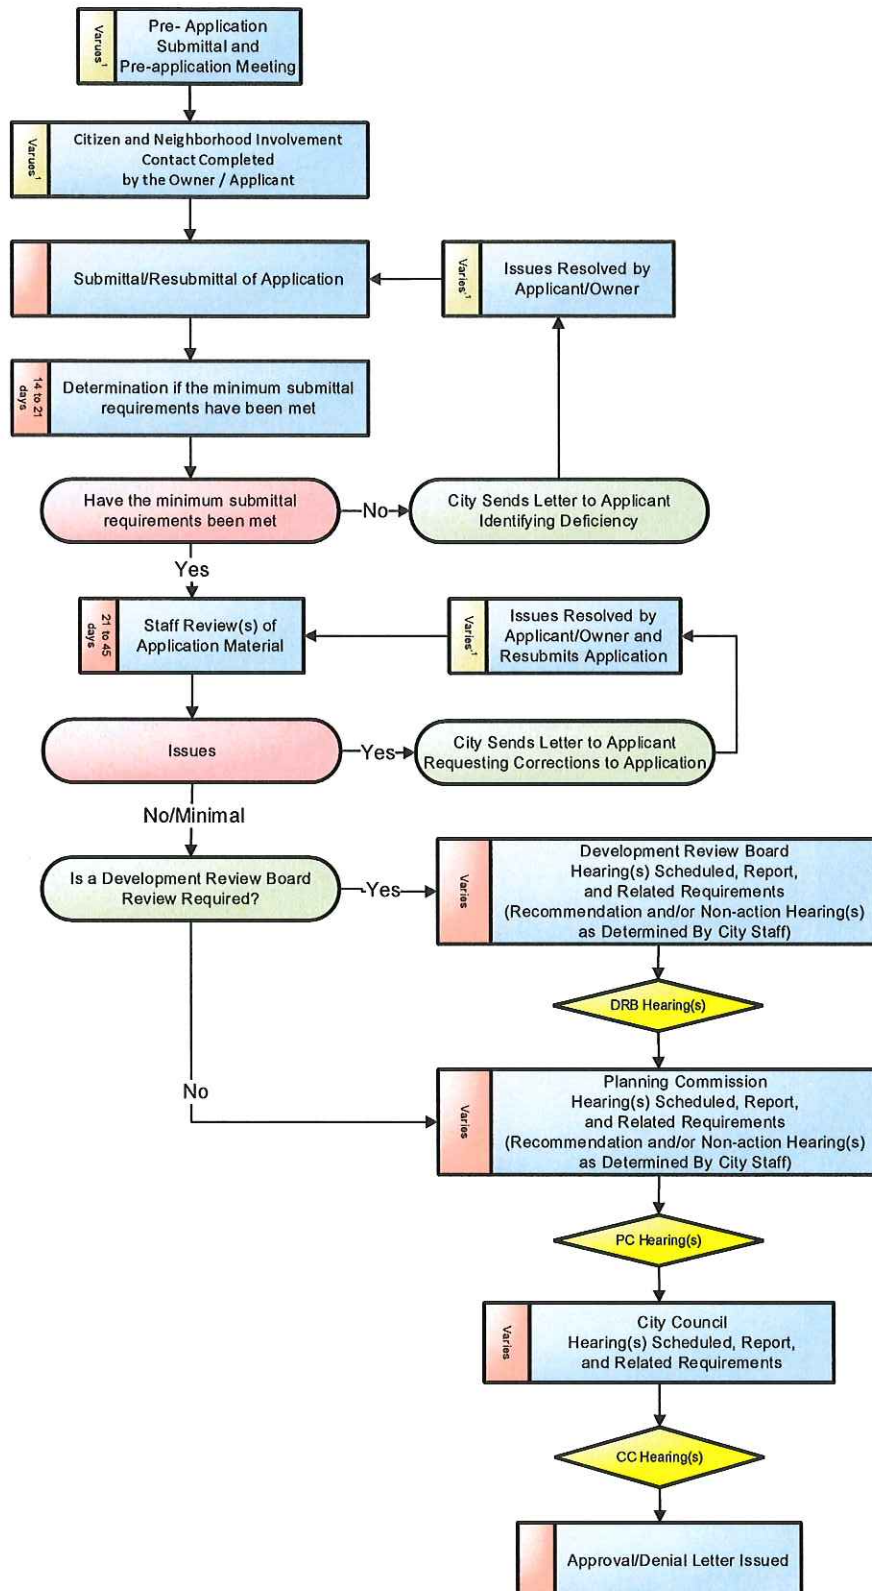 Varues¹
Pre- Application
Submittal and
Pre-application Meeting
Varues¹
Citizen and Neighborhood Involvement
Contact Completed
by the Owner / Applicant
Submittal/Resubmittal of Application
Varies·¹
Issues Resolved by
Applicant/Owner
14 to 21
days
Determination if the minimum submittal
requirements have been met
Have the minimum submittal
requirements been met
No
City Sends Letter to Applicant
Identifying Deficiency
Yes
21 to 45
days
Staff Review(s) of
Application Material
Varies·¹
Issues Resolved by
Applicant/Owner and
Resubmits Application
Issues
Yes
City Sends Letter to Applicant
Requesting Corrections to Application
No/Minimal
Is a Development Review Board
Review Required?
Yes
Varies
Development Review Board
Hearing(s) Scheduled, Report,
and Related Requirements
(Recommendation and/or Non-action Hearing(s)
as Determined By City Staff)
DRB Hearing(s)
No
Varies
Planning Commission
Hearing(s) Scheduled, Report,
and Related Requirements
(Recommendation and/or Non-action Hearing(s)
as Determined By City Staff)
PC Hearing(s)
Varies
City Council
Hearing(s) Scheduled, Report,
and Related Requirements
CC Hearing(s)
Approval/Denial Letter Issued